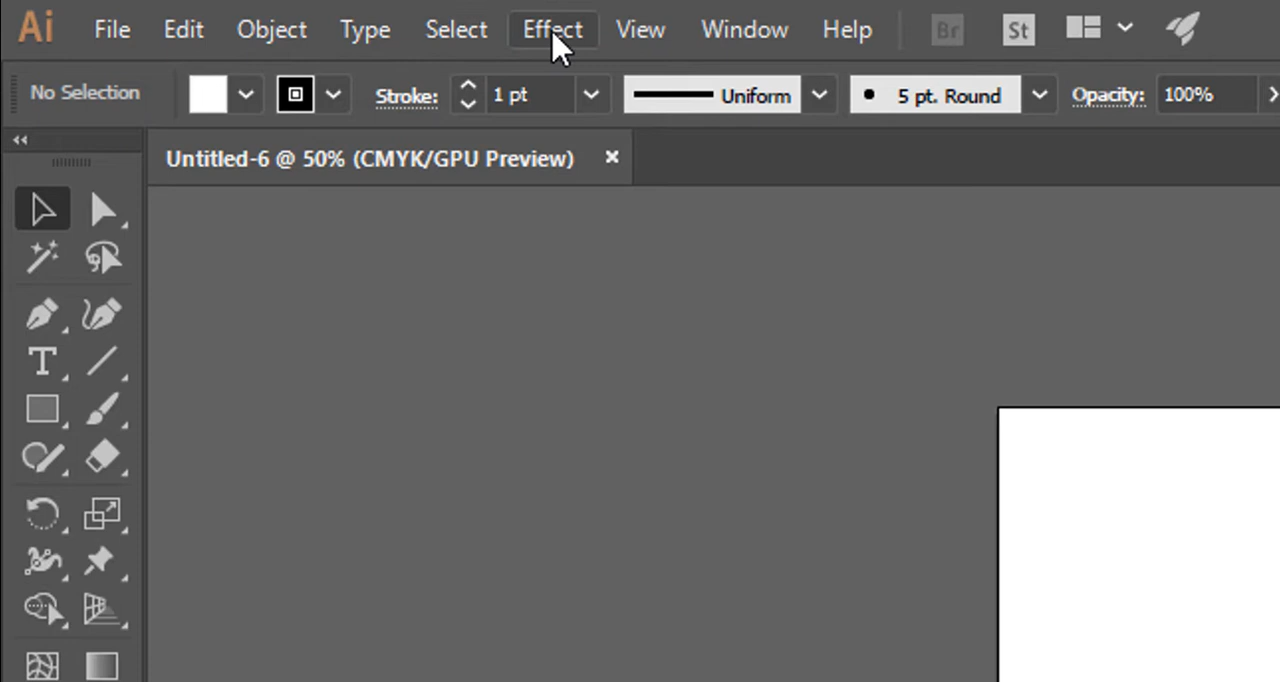 Ai File Edit Object Type Select Effect View Window Help Br St
No Selection Stroke: 1 pt Uniform 5 pt. Round Opacity: 100%
Untitled-6 @ 50% (CMYK/GPU Preview)
T